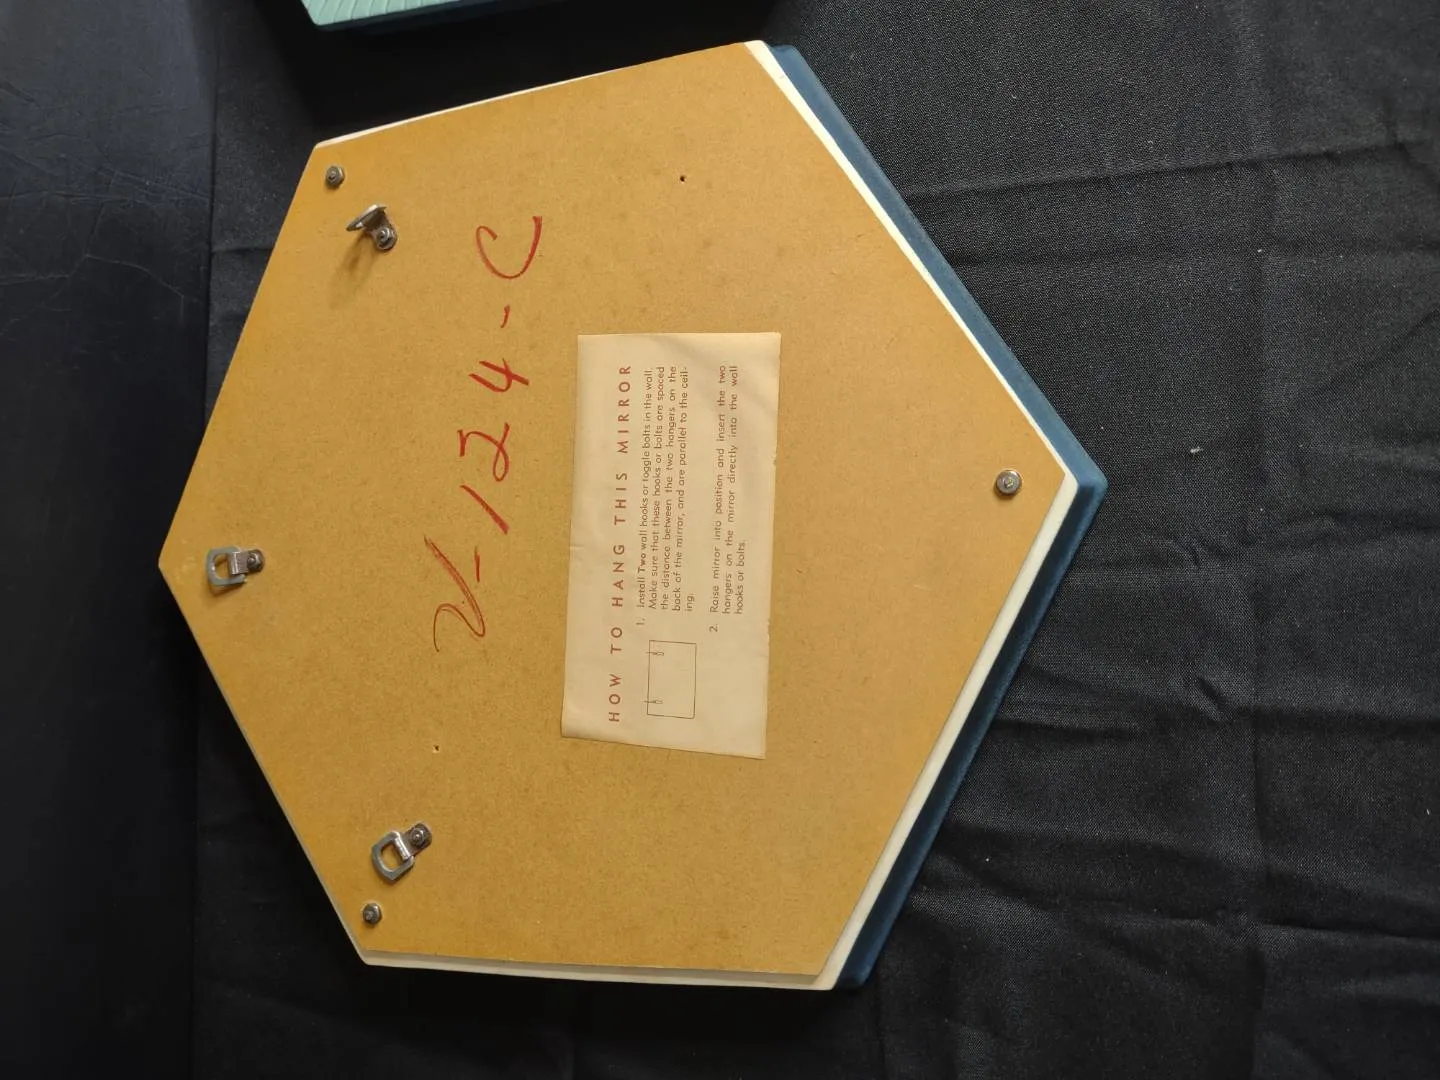 V-124-C
HOW TO HANG THIS MIRROR
1. Install Two wall hooks or toggle bolts in the wall.
Make sure that these hooks or bolts are spaced
the distance between the two hangers on the
back of the mirror, and are parallel to the ceil-
ing.
2. Raise mirror into position and insert the two
hangers on the mirror directly into the wall
hooks or bolts.